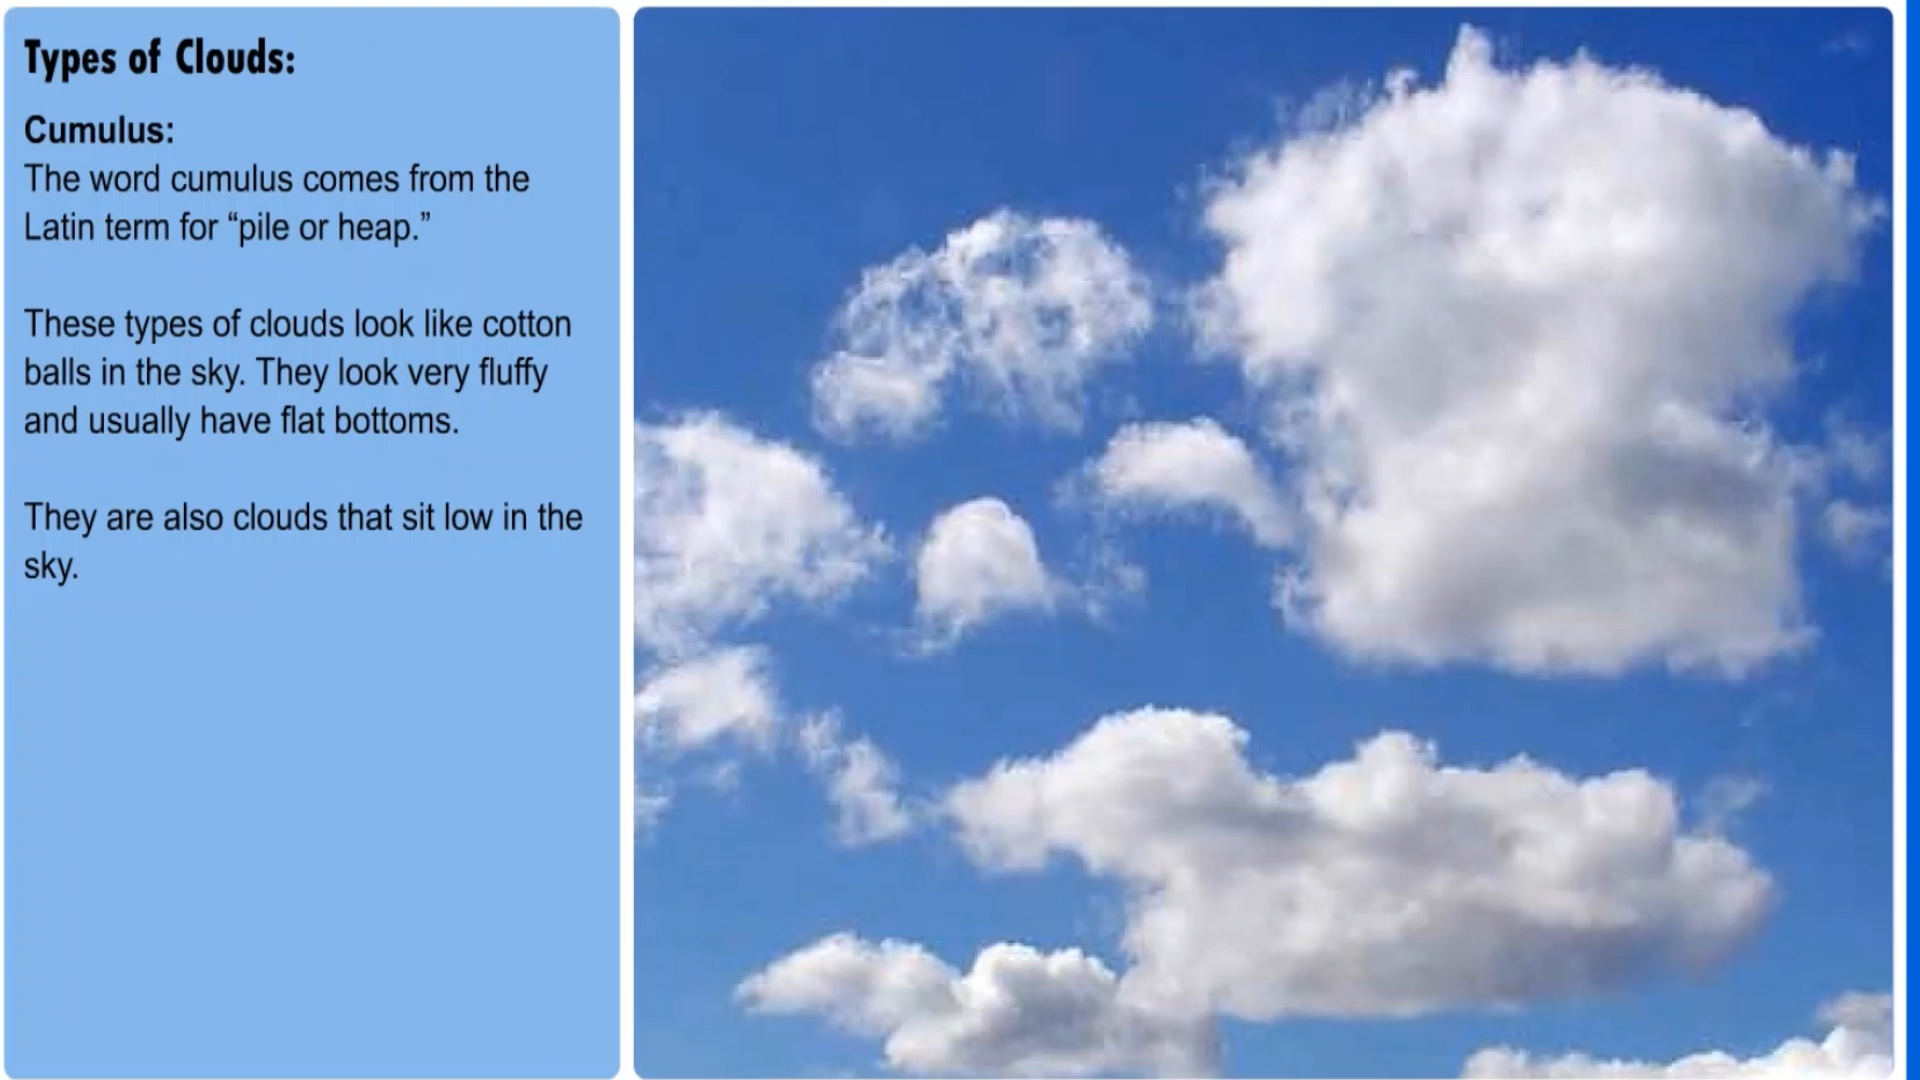 Types of Clouds:
Cumulus:
The word cumulus comes from the
Latin term for “pile or heap.”
These types of clouds look like cotton
balls in the sky. They look very fluffy
and usually have flat bottoms.
They are also clouds that sit low in the
sky.